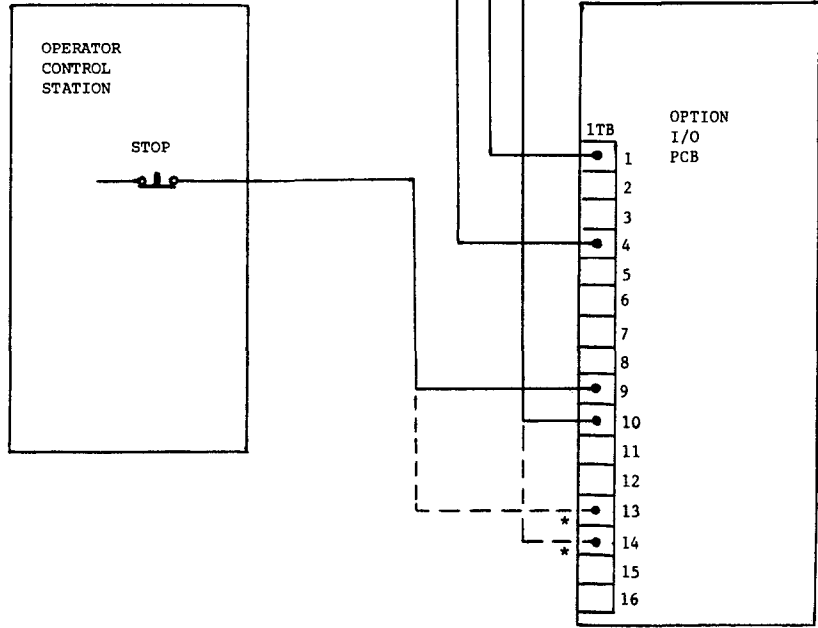 OPERATOR
CONTROL
STATION
STOP
OPTION
I/O
PCB
1TB
1
2
3
4
5
6
7
8
9
10
11
12
13
*
14
*
15
16